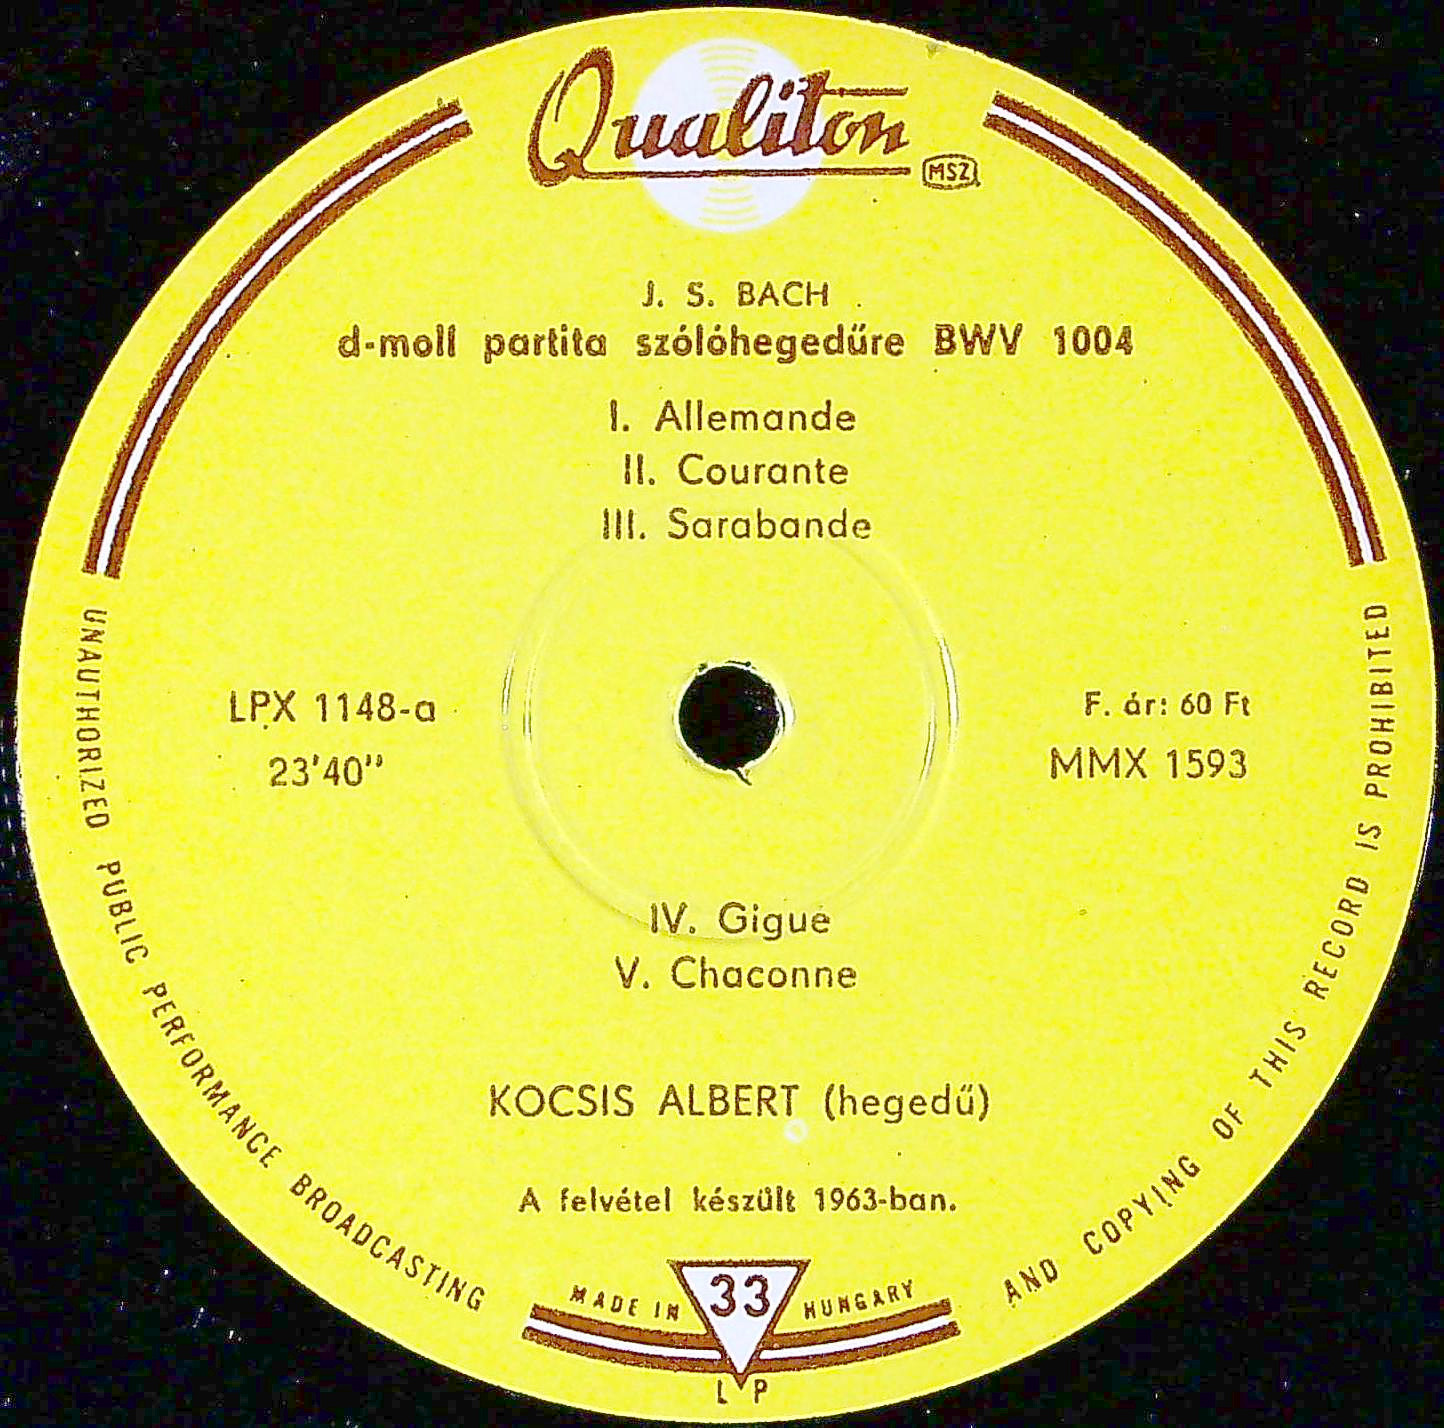 Qualiton
MSZ
J. S. BACH
d-moll partita szólóhegedűre BWV 1004
I. Allemande
II. Courante
III. Sarabande
LPX 1148-a
23'40"
F. ár: 60 Ft
MMX 1593
IV. Gigue
V. Chaconne
KOCSIS ALBERT (hegedű)
A felvétel készült 1963-ban.
MADE IN 33 HUNGARY
LP
UNAUTHORIZED PUBLIC PERFORMANCE BROADCASTING AND COPYING OF THIS RECORD IS PROHIBITED